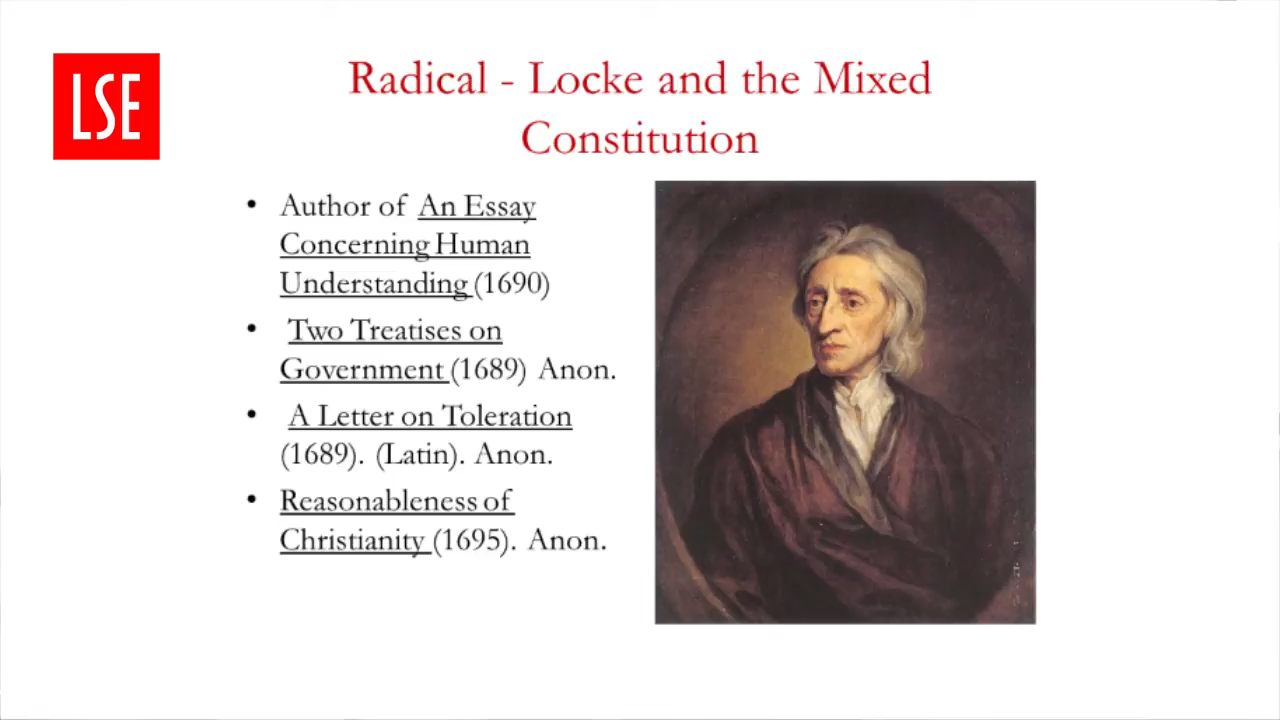 LSE
Radical - Locke and the Mixed
Constitution
• Author of An Essay
Concerning Human
Understanding (1690)
• Two Treatises on
Government (1689) Anon.
• A Letter on Toleration
(1689). (Latin). Anon.
• Reasonableness of
Christianity (1695). Anon.